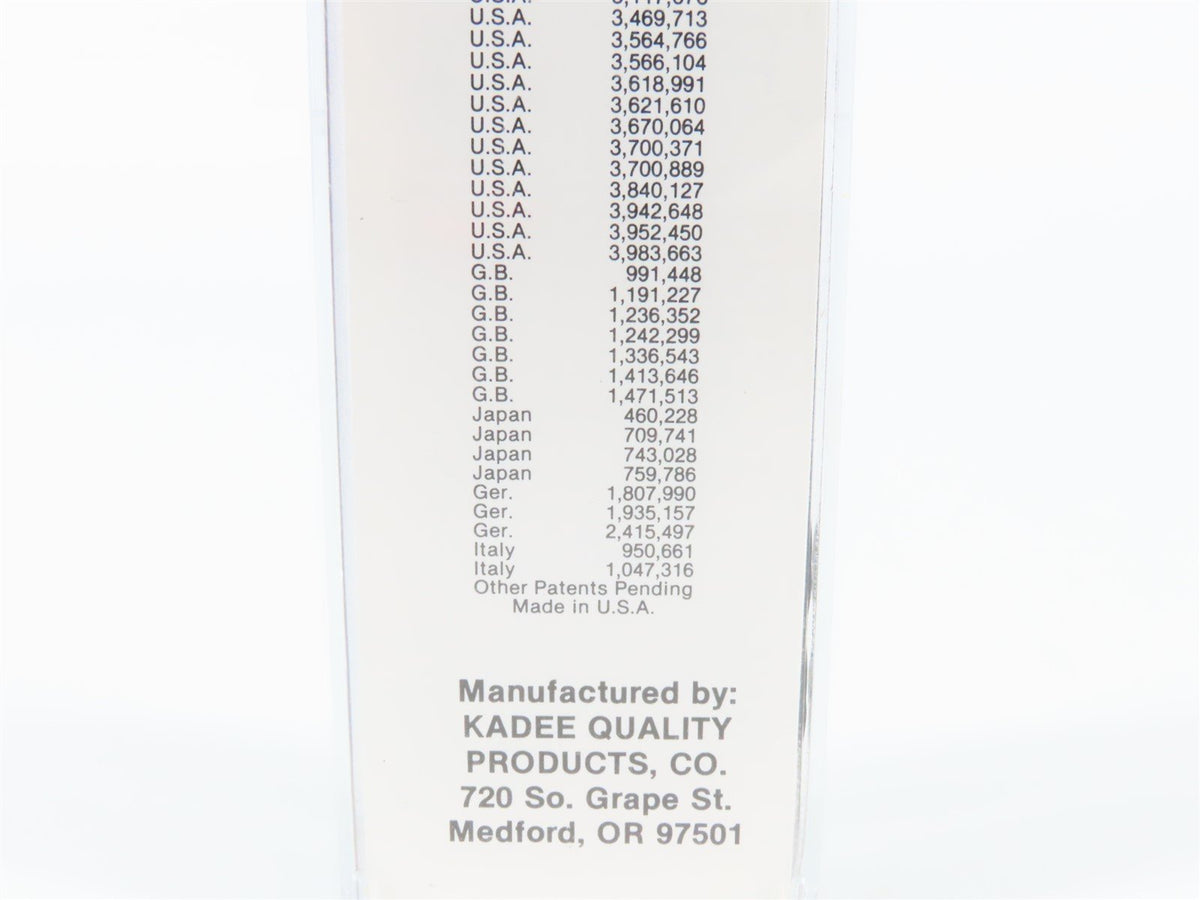 U.S.A. 3,469,713
U.S.A. 3,564,766
U.S.A. 3,566,104
U.S.A. 3,618,991
U.S.A. 3,621,610
U.S.A. 3,670,064
U.S.A. 3,700,371
U.S.A. 3,700,889
U.S.A. 3,840,127
U.S.A. 3,942,648
U.S.A. 3,952,450
U.S.A. 3,983,663
G.B. 991,448
G.B. 1,191,227
G.B. 1,236,352
G.B. 1,242,299
G.B. 1,336,543
G.B. 1,413,646
G.B. 1,471,513
Japan 460,228
Japan 709,741
Japan 743,028
Japan 759,786
Ger. 1,807,990
Ger. 1,935,157
Ger. 2,415,497
Italy 950,661
Italy 1,047,316
Other Patents Pending
Made in U.S.A.
Manufactured by:
KADEE QUALITY
PRODUCTS, CO.
720 So. Grape St.
Medford, OR 97501